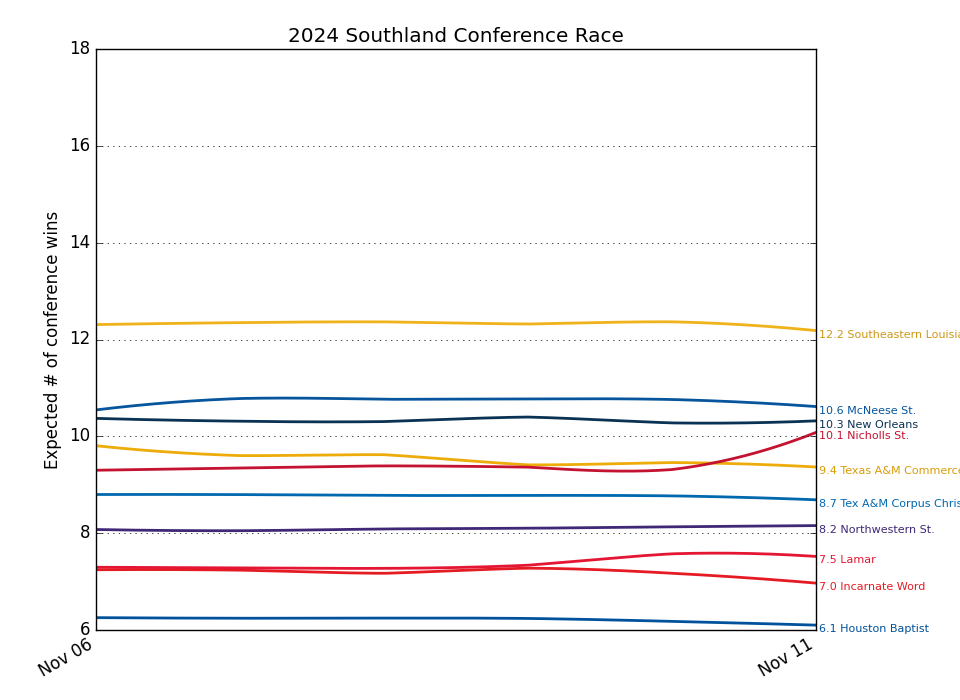 2024 Southland Conference Race
Expected # of conference wins
18
16
14
12
10
8
6
Nov 06
Nov 11
12.2 Southeastern Louisia
10.6 McNeese St.
10.3 New Orleans
10.1 Nicholls St.
9.4 Texas A&M Commerce
8.7 Tex A&M Corpus Chris
8.2 Northwestern St.
7.5 Lamar
7.0 Incarnate Word
6.1 Houston Baptist